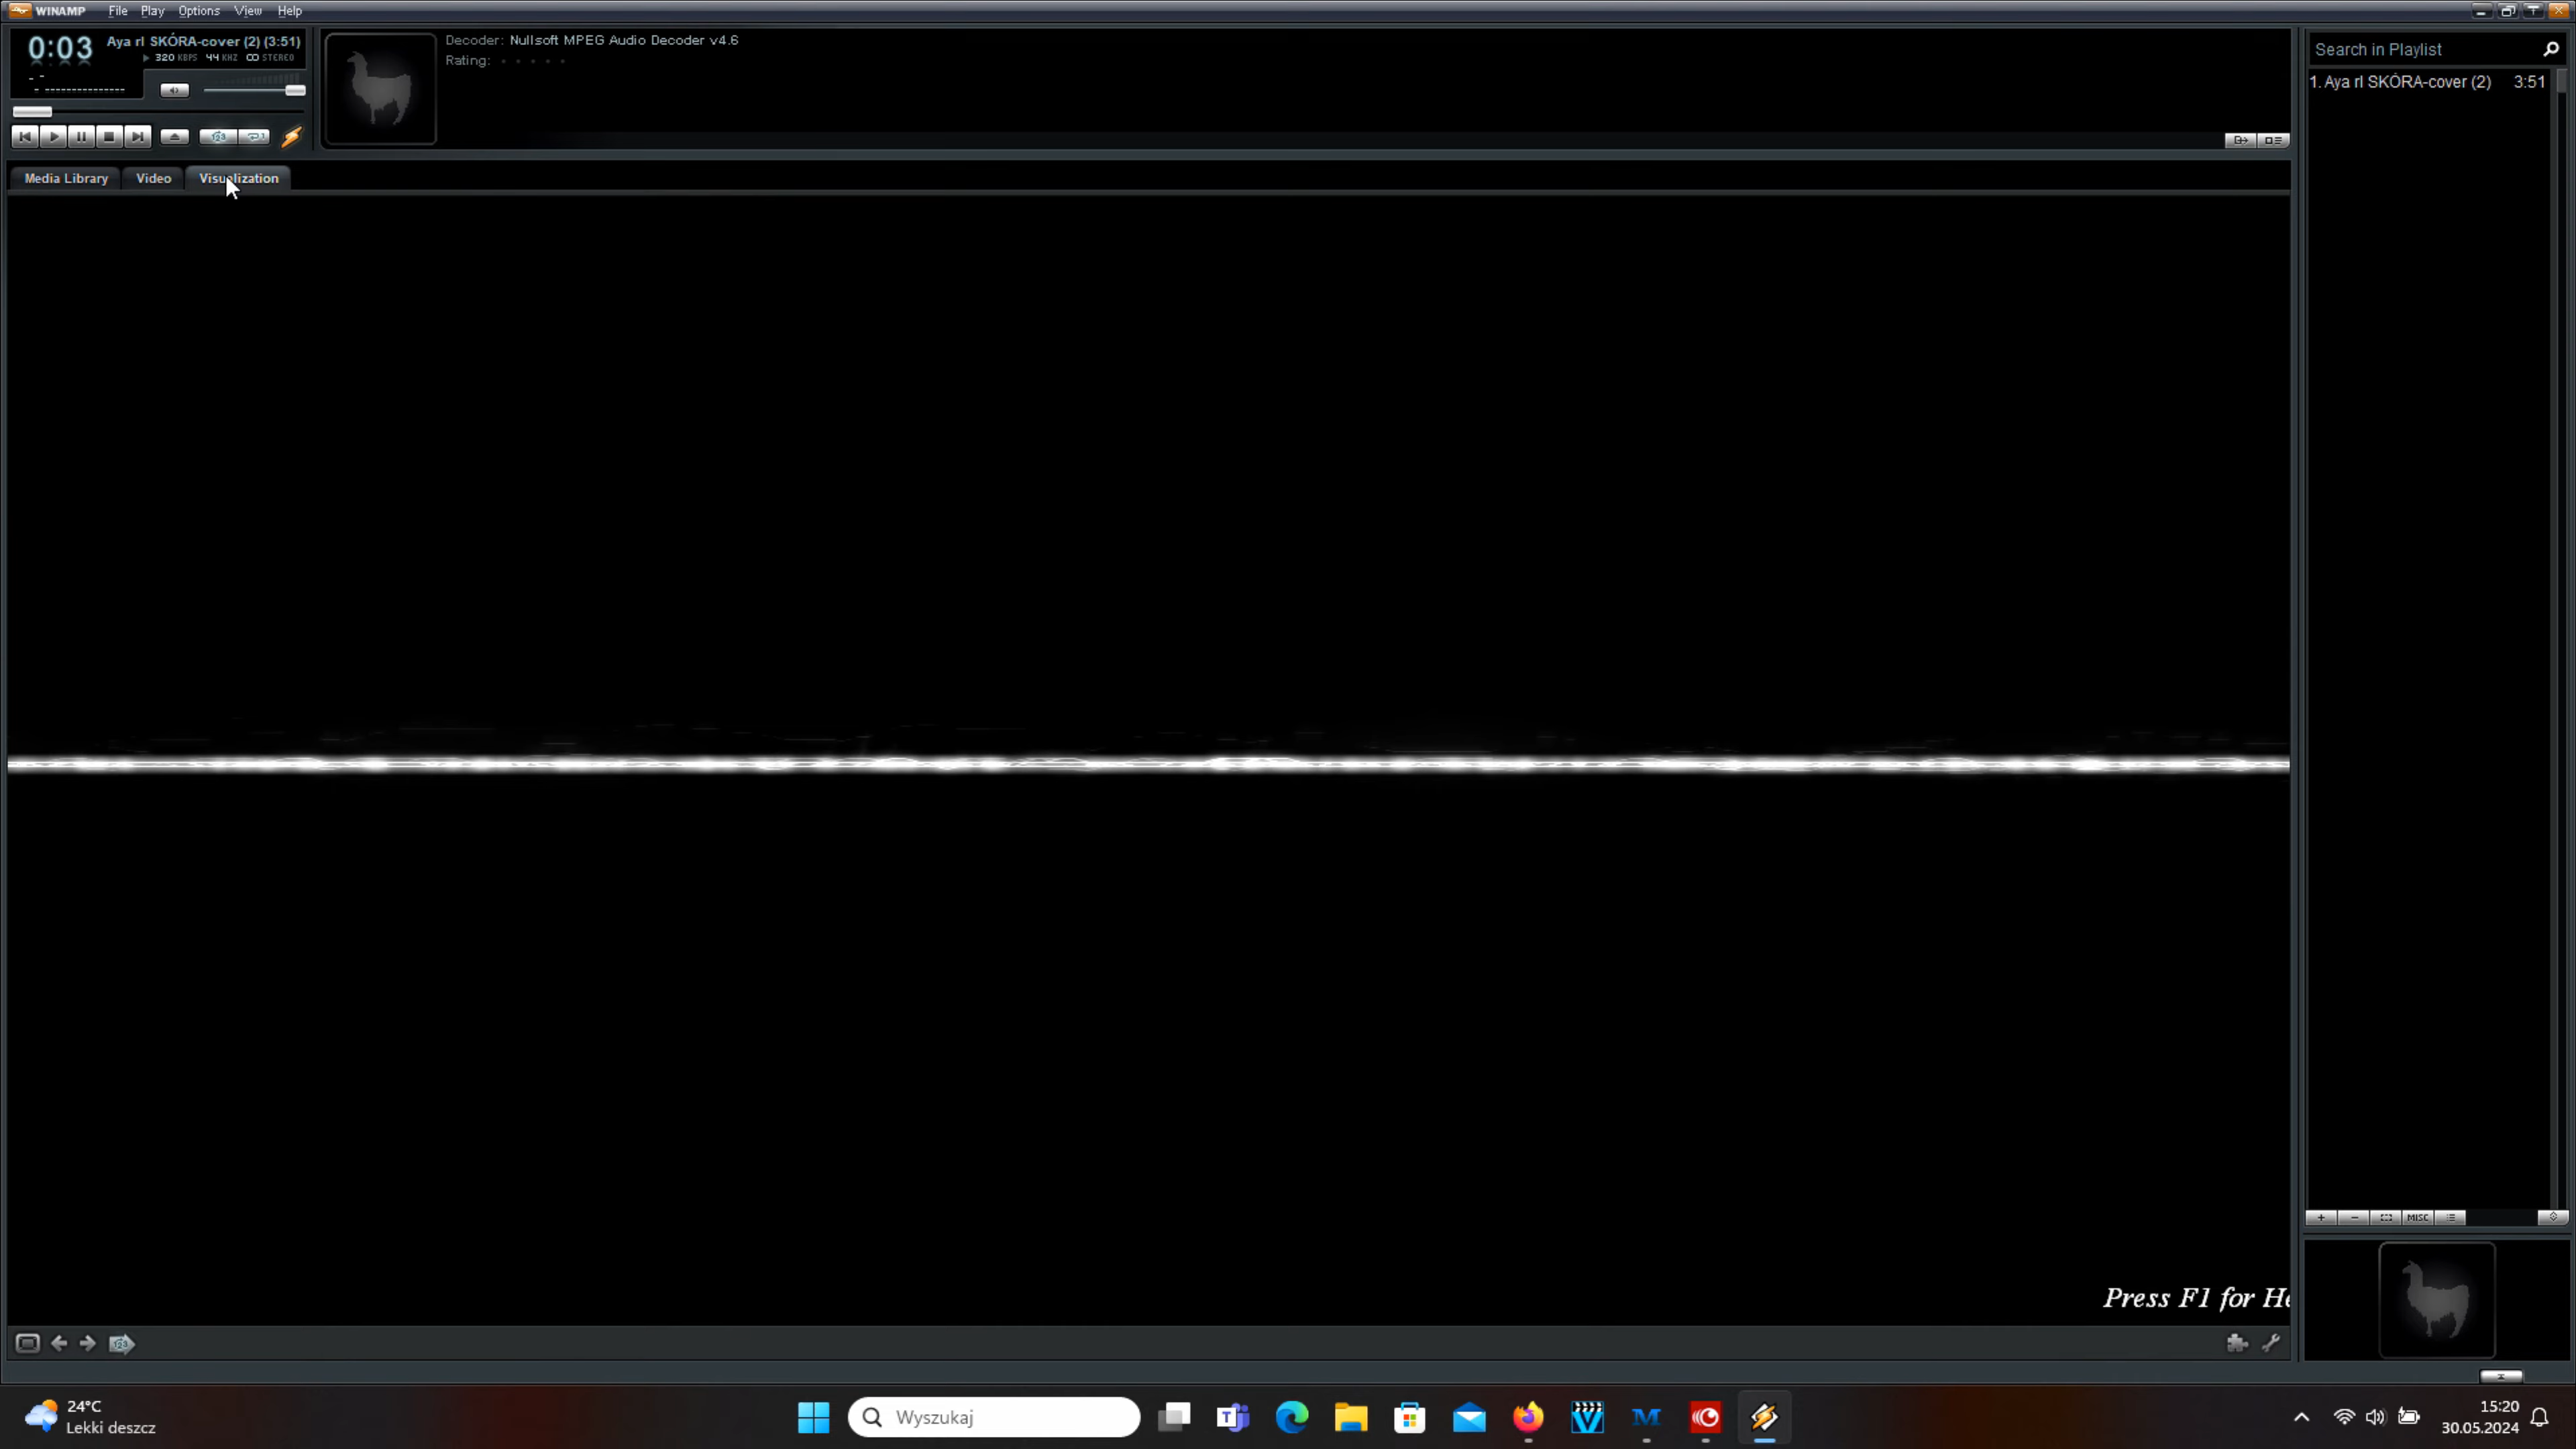 WINAMP File Play Options View Help
0:03 Aya rl SKÓRA-cover (2) (3:51)
320 KBPS 44 KHZ STEREO
Decoder: Nullsoft MPEG Audio Decoder v4.6
Rating:
Search in Playlist
1. Aya rl SKÓRA-cover (2) 3:51
Media Library Video Visualization
MISC
Press F1 for He
24°C
Lekki deszcz
Wyszukaj
15:20
30.05.2024